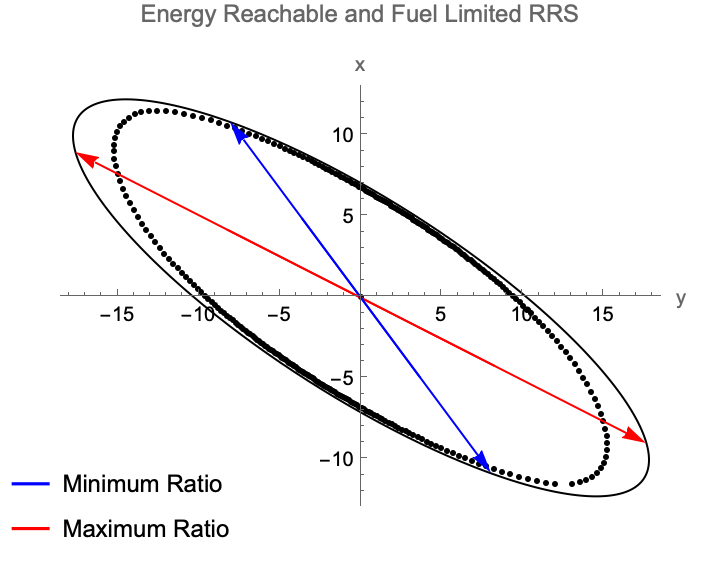 Energy Reachable and Fuel Limited RRS
x
10
5
-15 -10 -5 5 10 15 y
-5
-10
Minimum Ratio
Maximum Ratio